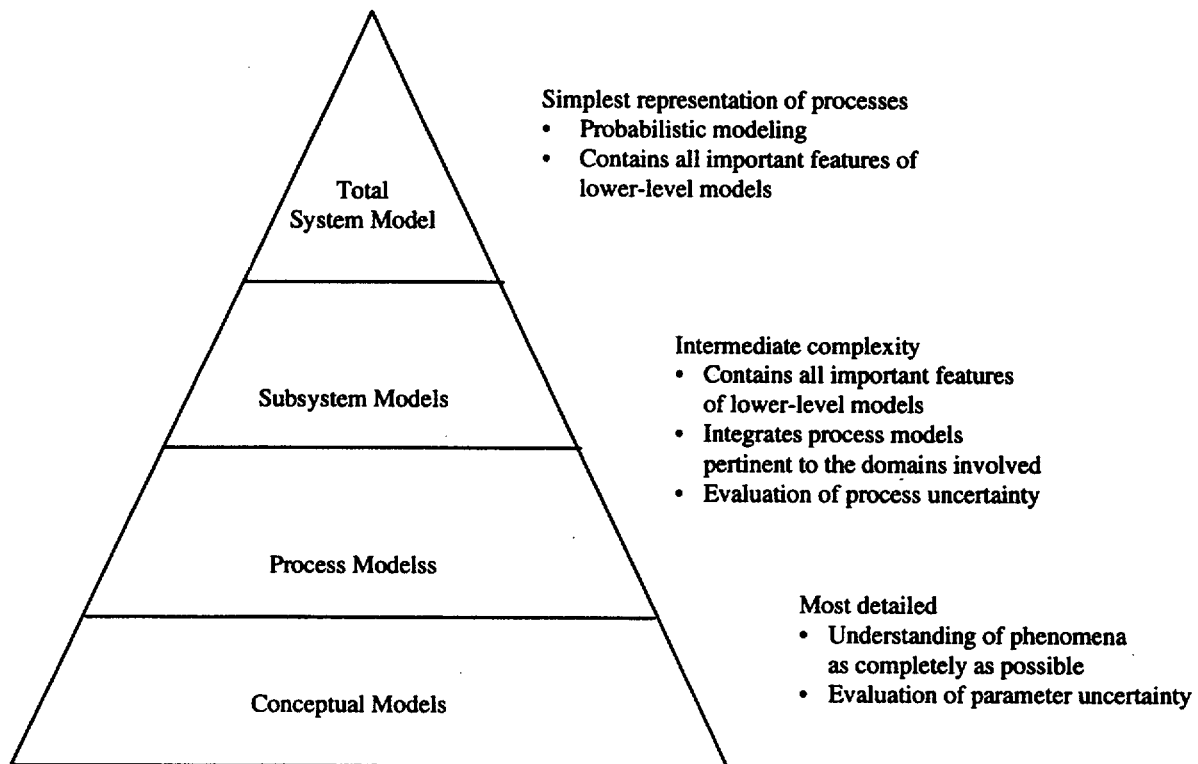 Simplest representation of processes
• Probabilistic modeling
• Contains all important features of
lower-level models
Total
System Model
Intermediate complexity
• Contains all important features
of lower-level models
• Integrates process models
pertinent to the domains involved
• Evaluation of process uncertainty
Subsystem Models
Process Modelss
Most detailed
• Understanding of phenomena
as completely as possible
• Evaluation of parameter uncertainty
Conceptual Models